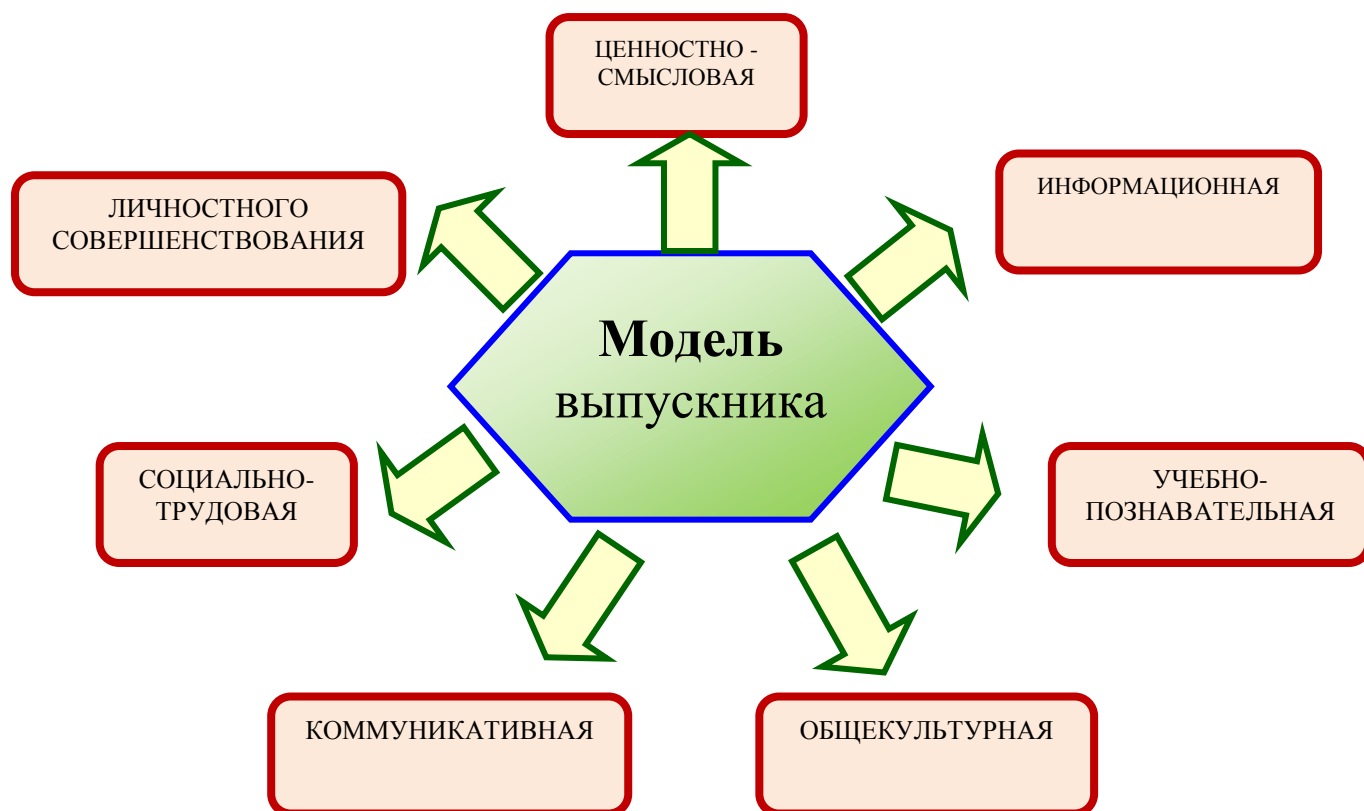 ЦЕННОСТНО -
СМЫСЛОВАЯ
ИНФОРМАЦИОННАЯ
ЛИЧНОСТНОГО
СОВЕРШЕНСТВОВАНИЯ
Модель
выпускника
СОЦИАЛЬНО-
ТРУДОВАЯ
УЧЕБНО-
ПОЗНАВАТЕЛЬНАЯ
КОММУНИКАТИВНАЯ
ОБЩЕКУЛЬТУРНАЯ